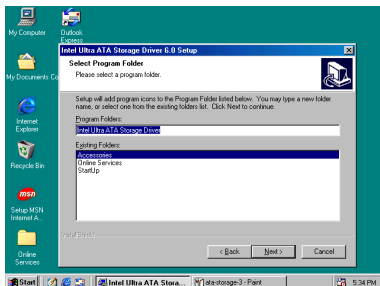 My Computer
Outlook
Express
Intel Ultra ATA Storage Driver 6.0 Setup
Select Program Folder
Please select a program folder.
My Documents Co
Setup will add program icons to the Program Folder listed below. You may type a new folder
name, or select one from the existing folders list. Click Next to continue.
Program Folders:
Intel Ultra ATA Storage Driver
Existing Folders:
Accessories
Online Services
StartUp
Internet
Explorer
Recycle Bin
msn
Setup MSN
Internet A...
InstallShield
< Back
Next >
Cancel
Online
Services
Start
Intel Ultra ATA Stora...
ata-storage-3 - Paint
5:34 PM